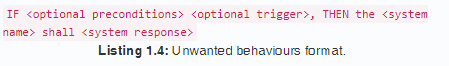 IF <optional preconditions> <optional trigger>, THEN the <system
name> shall <system response>
Listing 1.4: Unwanted behaviours format.